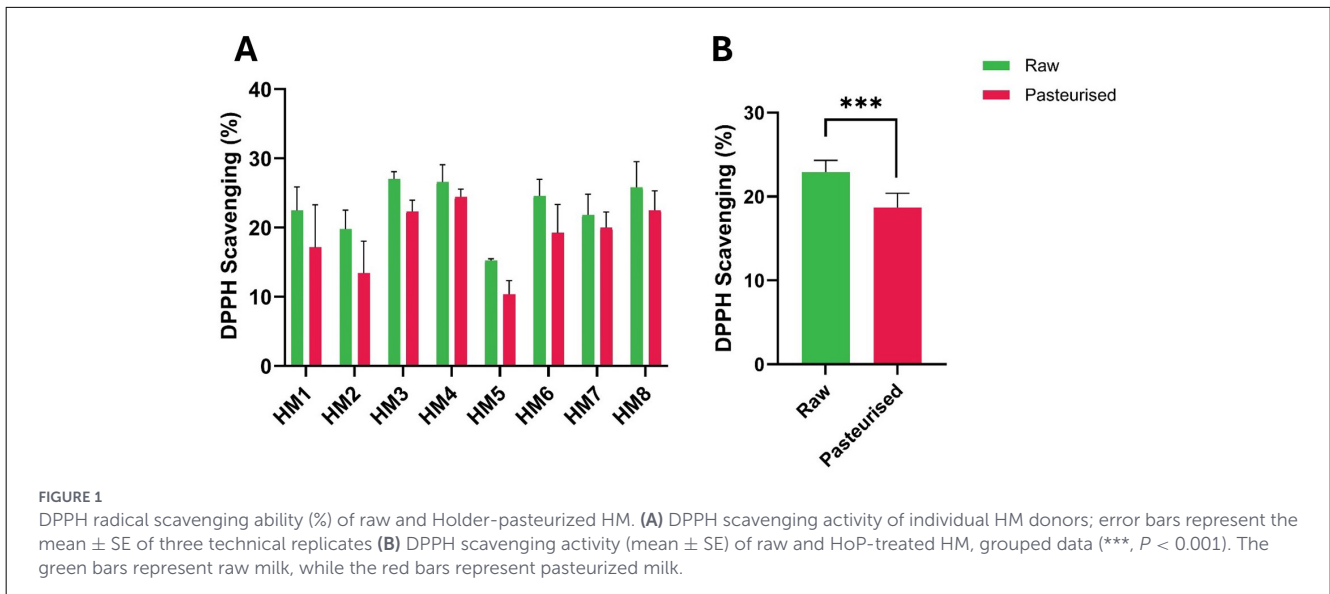 A
B
Raw
Pasteurised
DPPH Scavenging (%)
40
30
20
10
0
HM1
HM2
HM3
HM4
HM5
HM6
HM7
HM8
DPPH Scavenging (%)
30
20
10
0
***
Raw
Pasteurised
FIGURE 1
DPPH radical scavenging ability (%) of raw and Holder-pasteurized HM. (A) DPPH scavenging activity of individual HM donors; error bars represent the
mean ± SE of three technical replicates (B) DPPH scavenging activity (mean ± SE) of raw and HoP-treated HM, grouped data (***, P < 0.001). The
green bars represent raw milk, while the red bars represent pasteurized milk.